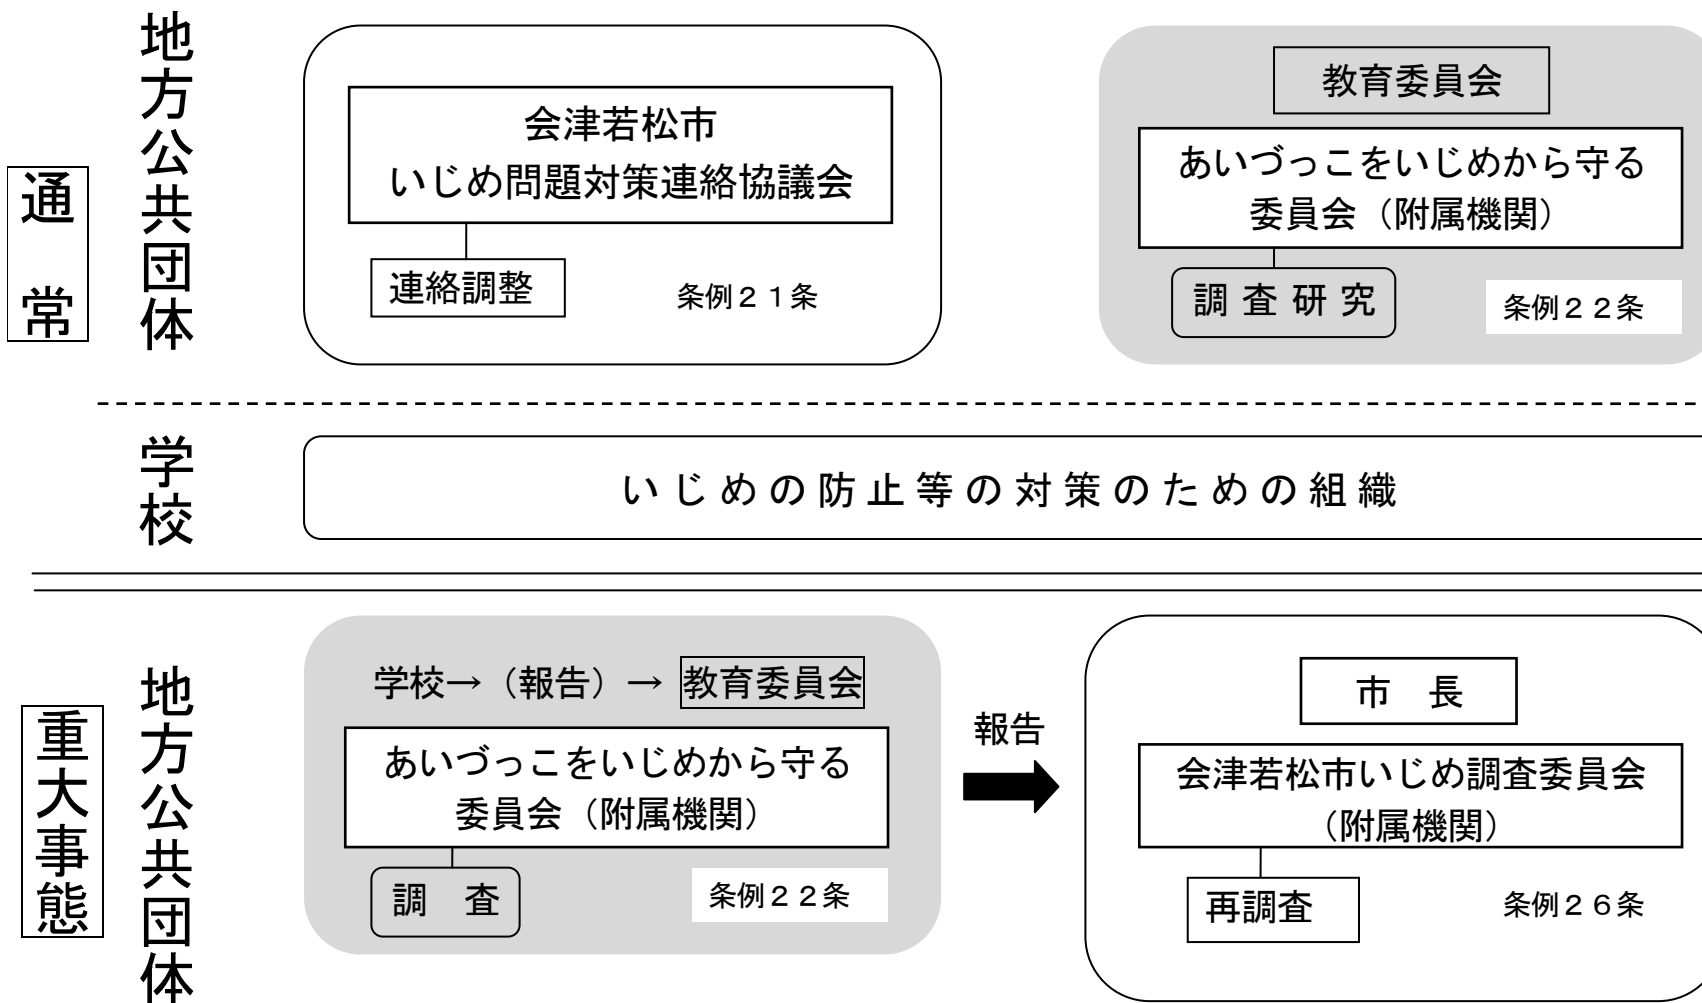 通　常
地方公共団体
会津若松市
いじめ問題対策連絡協議会
連絡調整
条例２１条
教育委員会
あいづっこをいじめから守る
委員会（附属機関）
調査研究
条例２２条
学校
いじめの防止等の対策のための組織
重大事態
地方公共団体
学校→（報告）→教育委員会
あいづっこをいじめから守る
委員会（附属機関）
調　査
条例２２条
報告
市　長
会津若松市いじめ調査委員会
（附属機関）
再調査
条例２６条